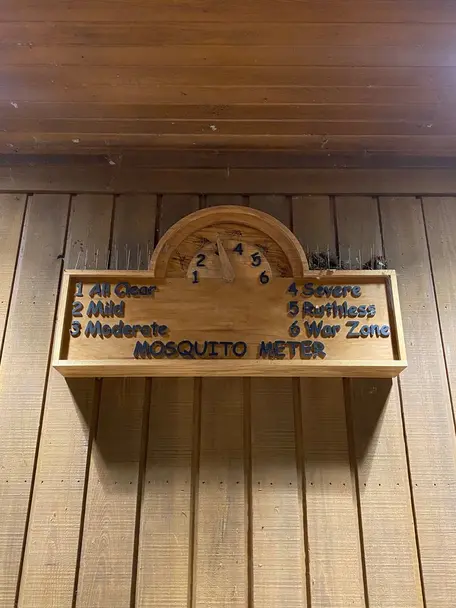 1 2 4 5 6
1 All Clear
2 Mild
3 Moderate
4 Severe
5 Ruthless
6 War Zone
MOSQUITO METER